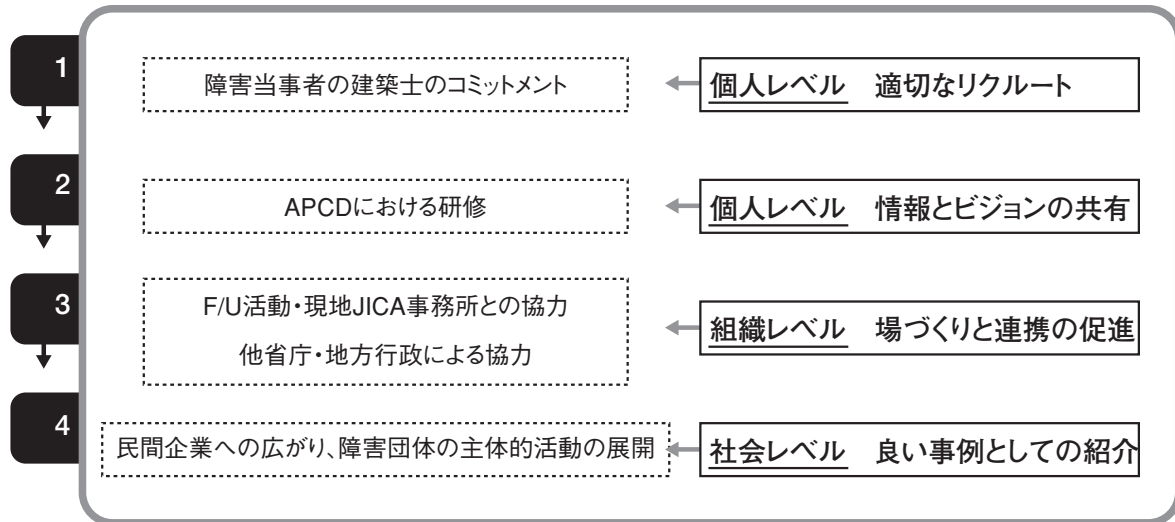 1
障害当事者の建築士のコミットメント
個人レベル 適切なリクルート
2
APCDにおける研修
個人レベル 情報とビジョンの共有
3
F/U活動・現地JICA事務所との協力
他省庁・地方行政による協力
組織レベル 場づくりと連携の促進
4
民間企業への広がり、障害団体の主体的活動の展開
社会レベル 良い事例としての紹介